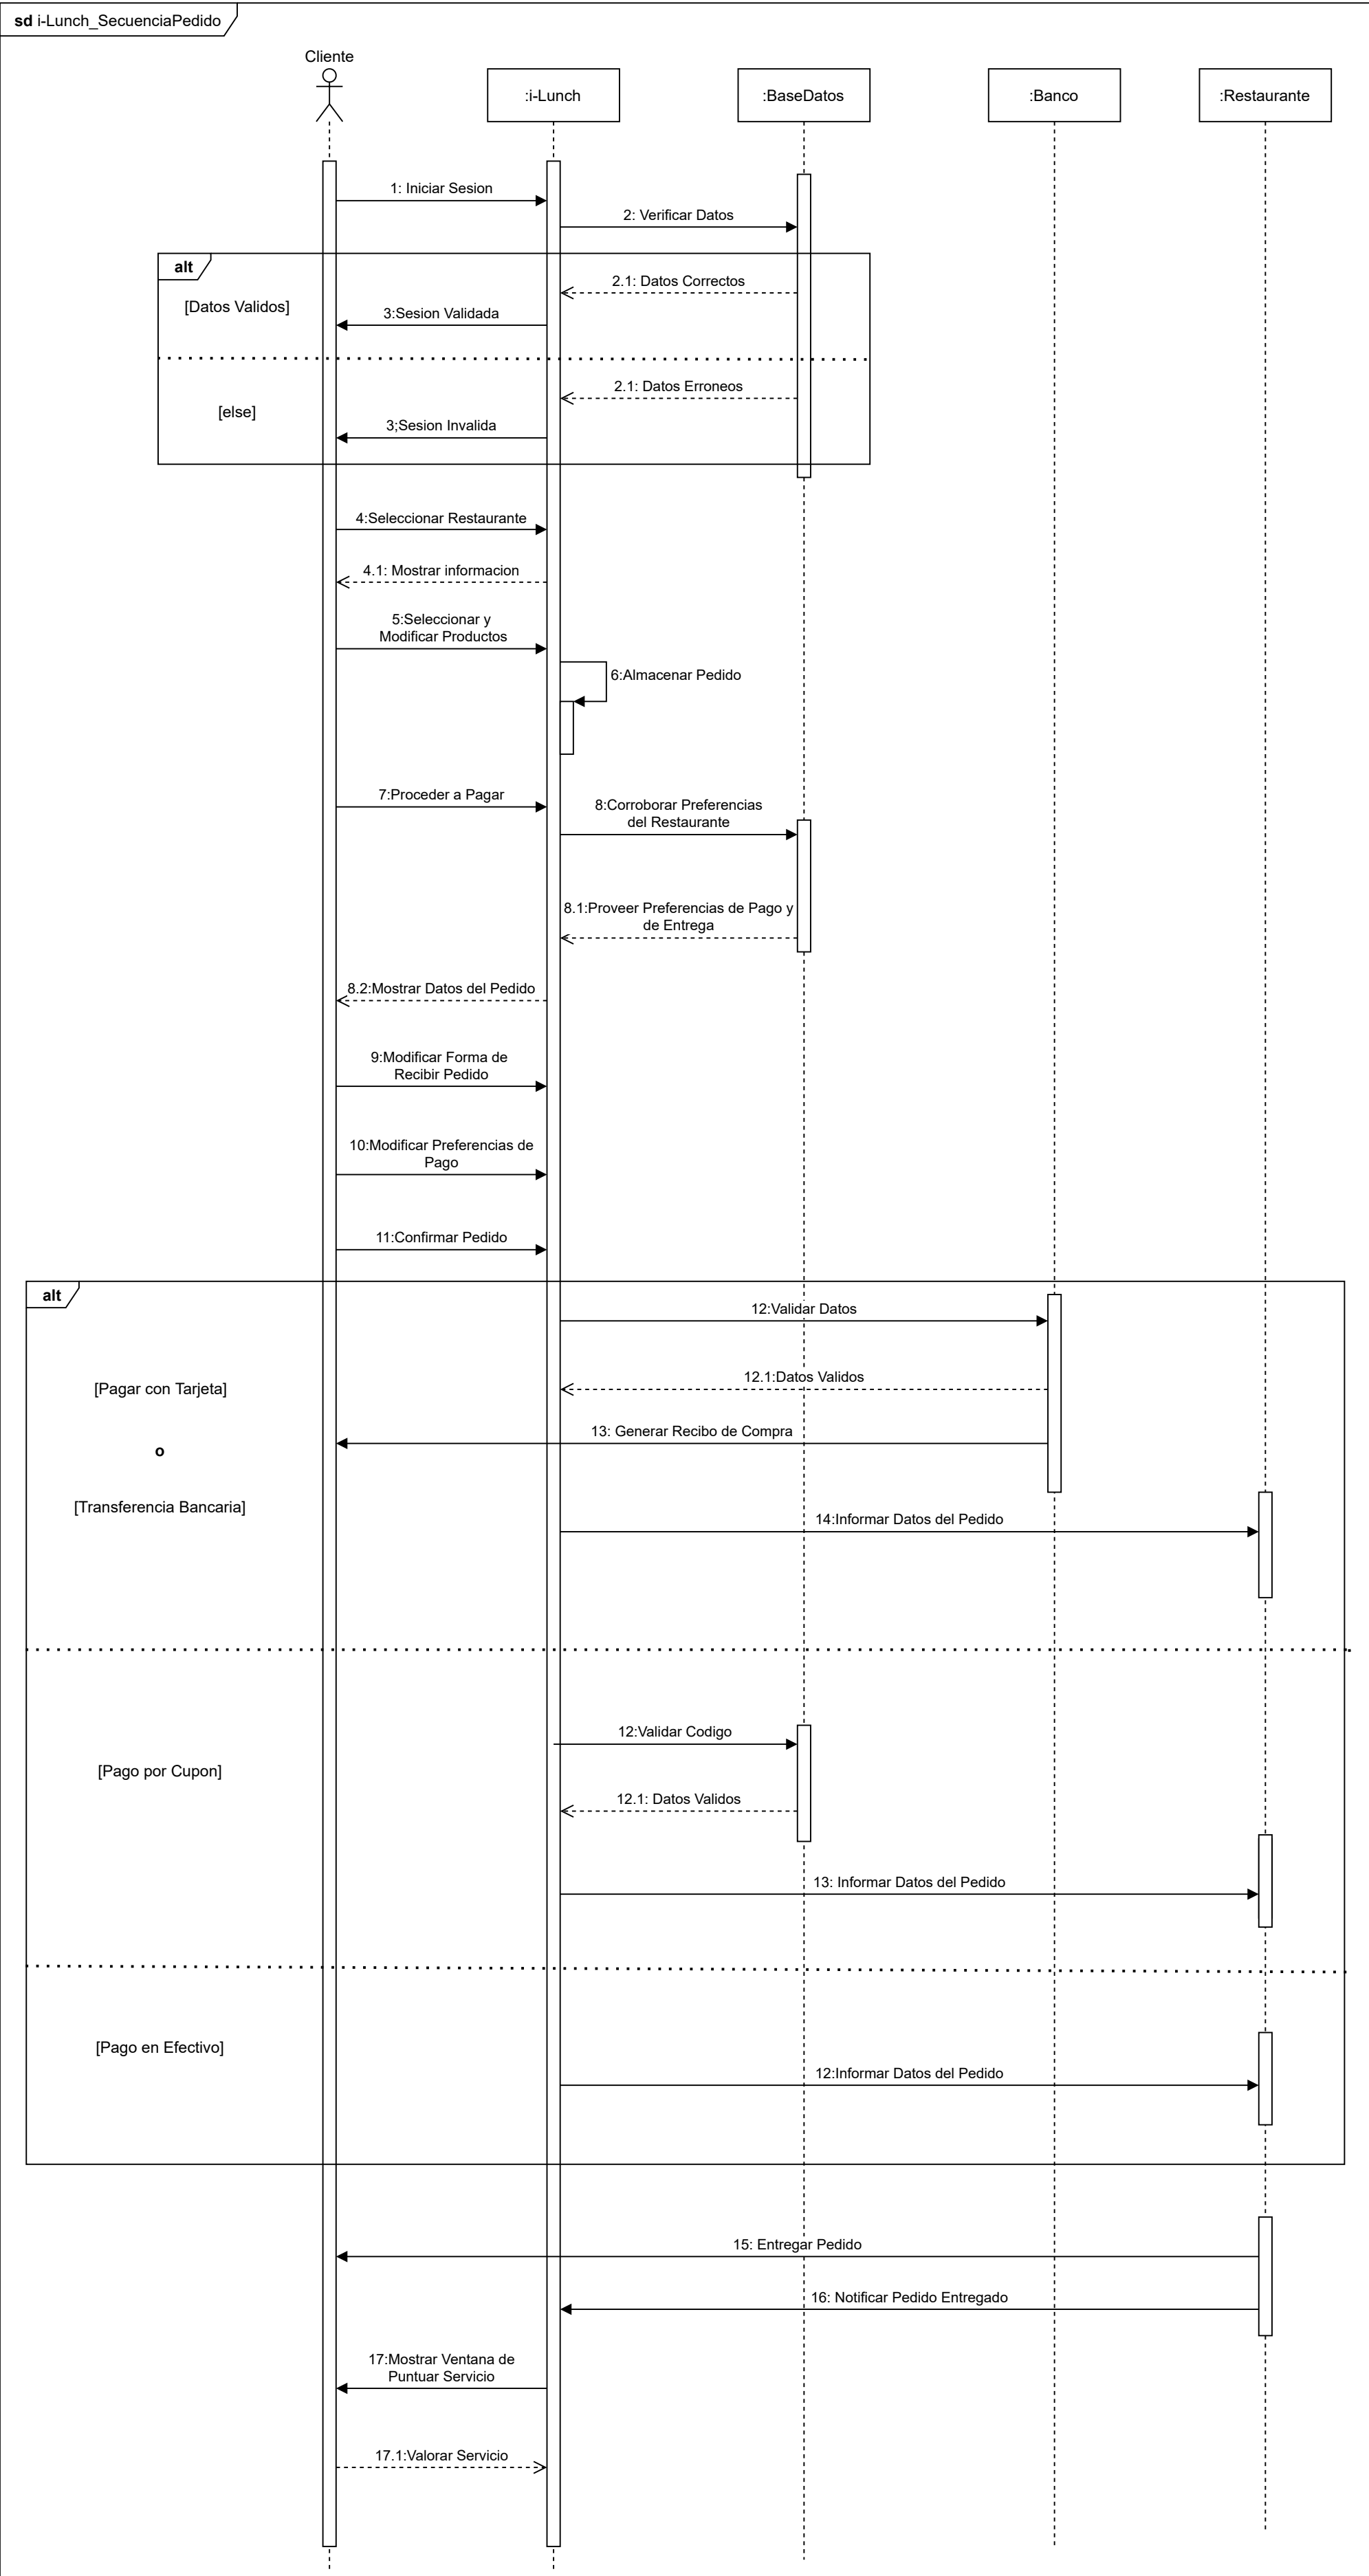 sd i-Lunch_SecuenciaPedido
Cliente
:i-Lunch
:BaseDatos
:Banco
:Restaurante
1: Iniciar Sesion
2: Verificar Datos
alt
2.1: Datos Correctos
[Datos Validos]
3:Sesion Validada
2.1: Datos Erroneos
[else]
3;Sesion Invalida
4:Seleccionar Restaurante
4.1: Mostrar informacion
5:Seleccionar y
Modificar Productos
6:Almacenar Pedido
7:Proceder a Pagar
8:Corroborar Preferencias
del Restaurante
8.1:Proveer Preferencias de Pago y
de Entrega
8.2:Mostrar Datos del Pedido
9:Modificar Forma de
Recibir Pedido
10:Modificar Preferencias de
Pago
11:Confirmar Pedido
alt
12:Validar Datos
12.1:Datos Validos
[Pagar con Tarjeta]
13: Generar Recibo de Compra
o
[Transferencia Bancaria]
14:Informar Datos del Pedido
12:Validar Codigo
[Pago por Cupon]
12.1: Datos Validos
13: Informar Datos del Pedido
[Pago en Efectivo]
12:Informar Datos del Pedido
15: Entregar Pedido
16: Notificar Pedido Entregado
17:Mostrar Ventana de
Puntuar Servicio
17.1:Valorar Servicio